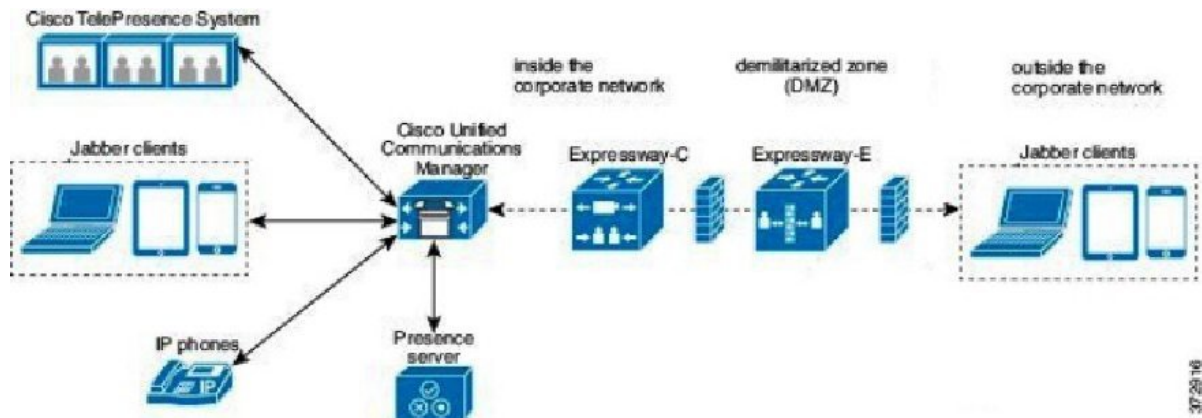 Cisco TelePresence System
inside the
corporate network
demilitarized zone
(DMZ)
outside the
corporate network
Jabber clients
Cisco Unified
Communications
Manager
Expressway-C
Expressway-E
Jabber clients
IP phones
IP
Presence
server